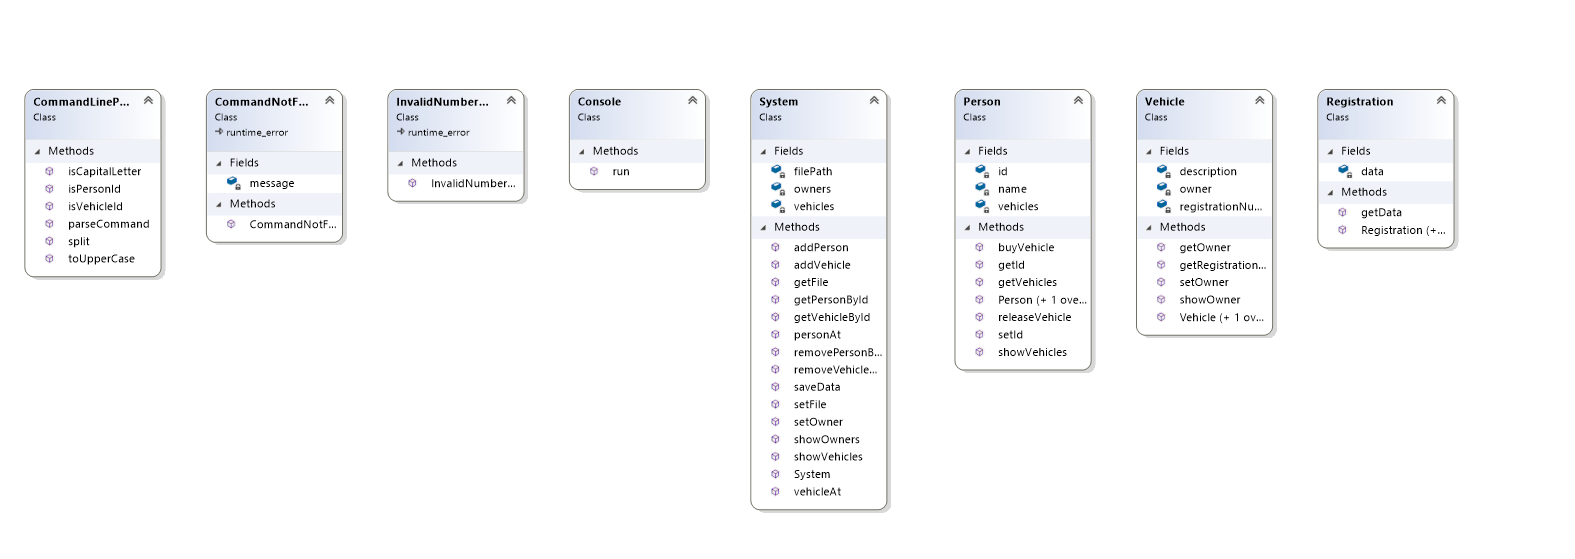 CommandLineP...
Class
Methods
isCapitalLetter
isPersonId
isVehicleId
parseCommand
split
toUpperCase
CommandNotF...
Class
runtime_error
Fields
message
Methods
CommandNotF...
InvalidNumber...
Class
runtime_error
Methods
InvalidNumber...
Console
Class
Methods
run
System
Class
Fields
filePath
owners
vehicles
Methods
addPerson
addVehicle
getFile
getPersonById
getVehicleById
personAt
removePersonB...
removeVehicle...
saveData
setFile
setOwner
showOwners
showVehicles
System
vehicleAt
Person
Class
Fields
id
name
vehicles
Methods
buyVehicle
getId
getVehicles
Person (+ 1 ove...
releaseVehicle
setId
showVehicles
Vehicle
Class
Fields
description
owner
registrationNu...
Methods
getOwner
getRegistration...
setOwner
showOwner
Vehicle (+ 1 ov...
Registration
Class
Fields
data
Methods
getData
Registration (+...